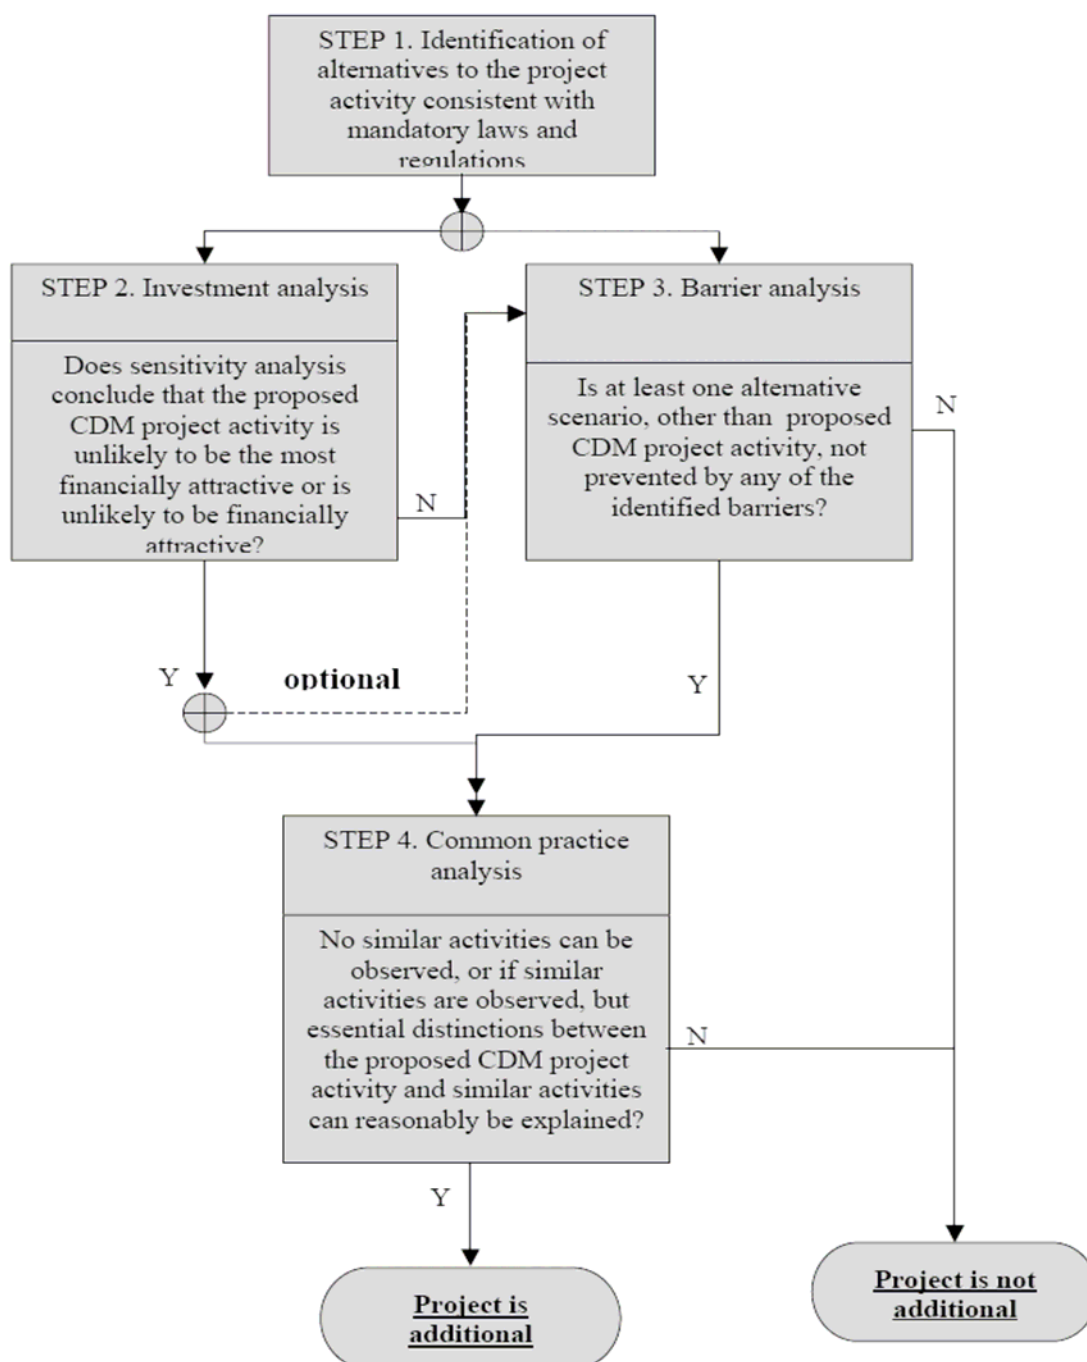 STEP 1. Identification of
alternatives to the project
activity consistent with
mandatory laws and
regulations
STEP 2. Investment analysis
Does sensitivity analysis
conclude that the proposed
CDM project activity is
unlikely to be the most
financially attractive or is
unlikely to be financially
attractive?
N
Y
optional
STEP 3. Barrier analysis
Is at least one alternative
scenario, other than proposed
CDM project activity, not
prevented by any of the
identified barriers?
N
Y
STEP 4. Common practice
analysis
No similar activities can be
observed, or if similar
activities are observed, but
essential distinctions between
the proposed CDM project
activity and similar activities
can reasonably be explained?
N
Y
Project is
additional
Project is not
additional